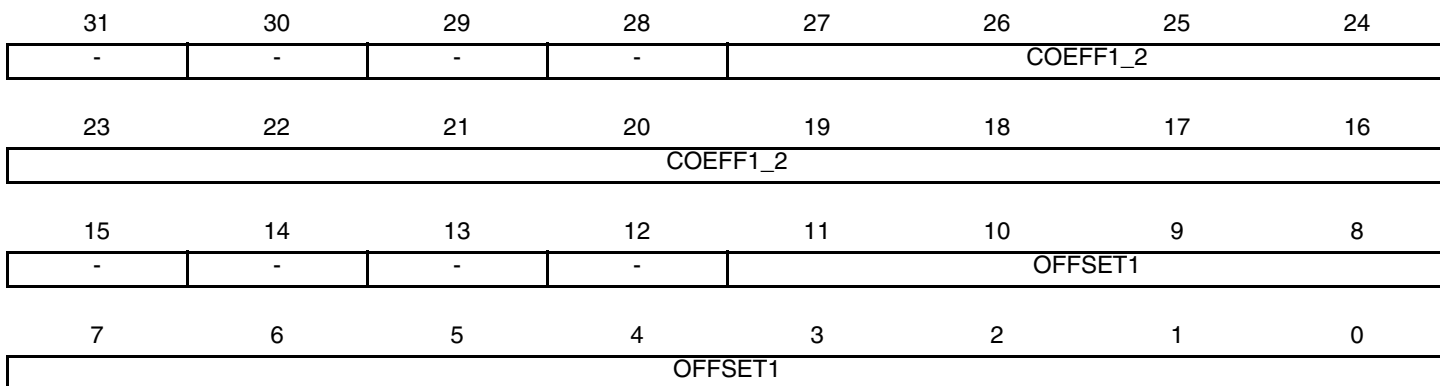 31 30 29 28 27 26 25 24
- - - - COEFF1_2
23 22 21 20 19 18 17 16
COEFF1_2
15 14 13 12 11 10 9 8
- - - - OFFSET1
7 6 5 4 3 2 1 0
OFFSET1